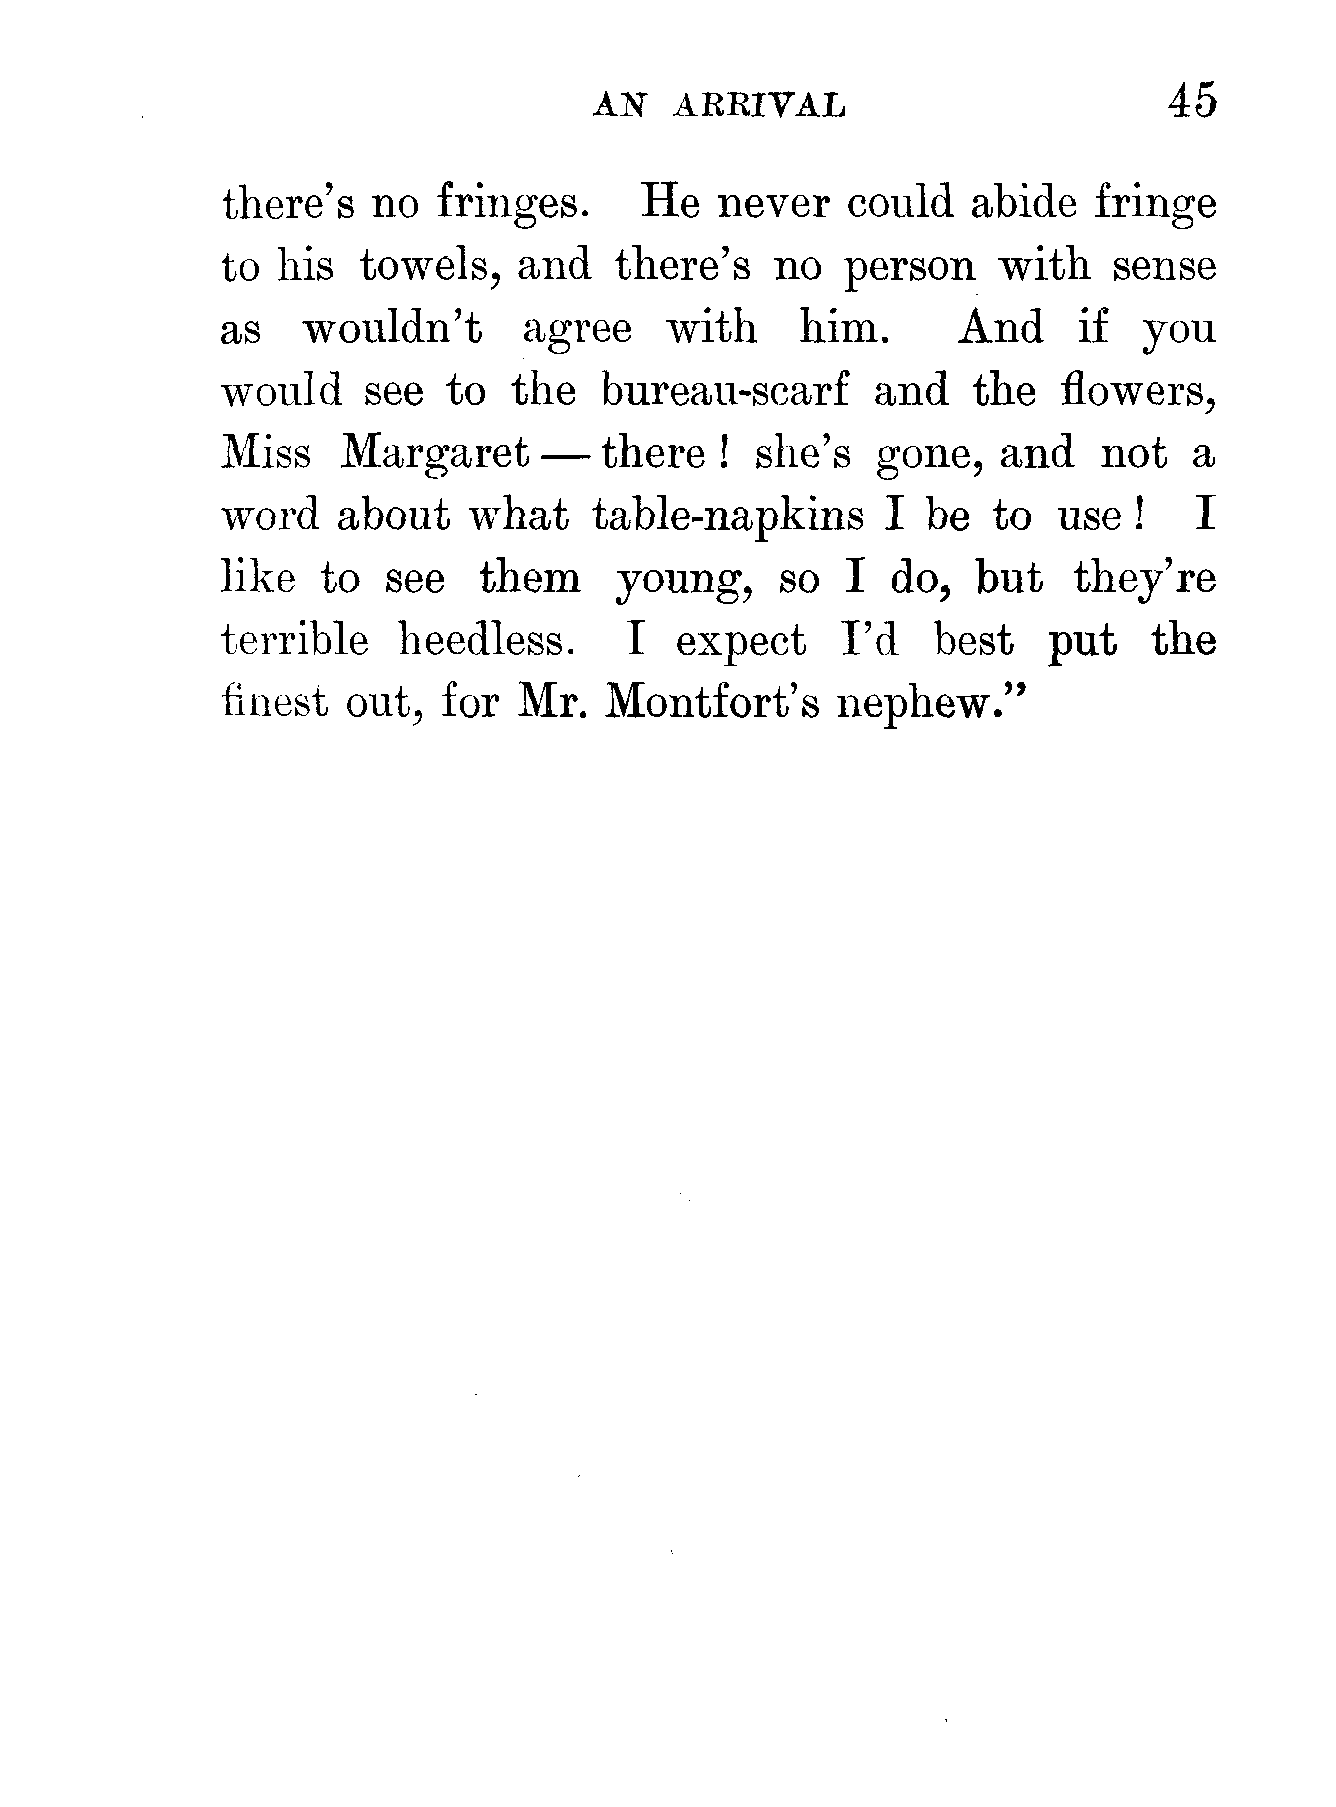 AN ARRIVAL 45
there's no fringes. He never could abide fringe
to his towels, and there's no person with sense
as wouldn't agree with him. And if you
would see to the bureau-scarf and the flowers,
Miss Margaret — there! she's gone, and not a
word about what table-napkins I be to use! I
like to see them young, so I do, but they're
terrible heedless. I expect I'd best put the
finest out, for Mr. Montfort's nephew."